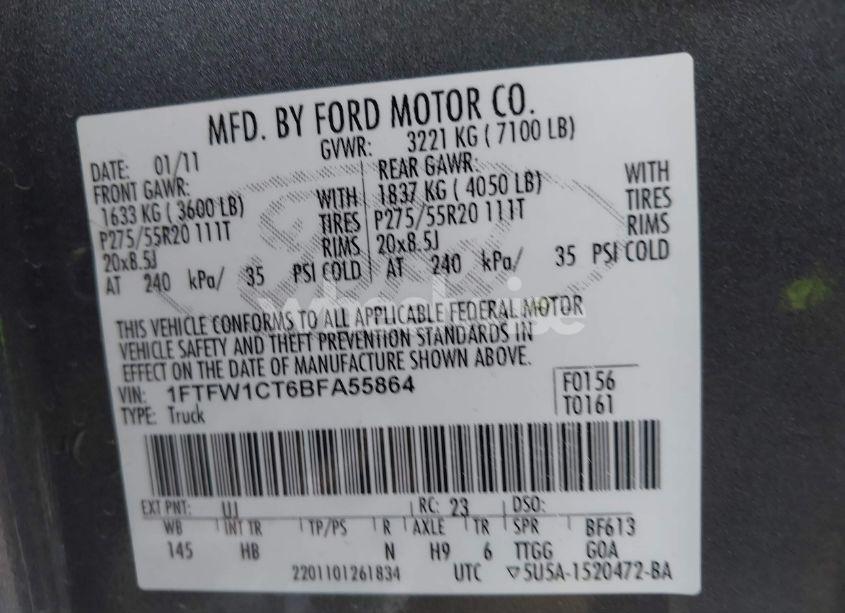 MFD. BY FORD MOTOR CO.
DATE: 01/11 GVWR: 3221 KG ( 7100 LB)
FRONT GAWR: REAR GAWR:
1633 KG ( 3600 LB) WITH 1837 KG ( 4050 LB) WITH
P275/55R20 111T TIRES P275/55R20 111T TIRES
20x8.5J RIMS 20x8.5J RIMS
AT 240 kPa/ 35 PSI COLD AT 240 kPa/ 35 PSI COLD
THIS VEHICLE CONFORMS TO ALL APPLICABLE FEDERAL MOTOR
VEHICLE SAFETY AND THEFT PREVENTION STANDARDS IN
EFFECT ON THE DATE OF MANUFACTURE SHOWN ABOVE.
VIN: 1FTFW1CT6BFA55864 F0156
TYPE: Truck T0161
EXT PNT: UJ RC: 23 DSO:
WB INT TR TP/PS R AXLE TR SPR BF613
145 HB N H9 6 TTGG GOA
2201101261834 UTC ▽5U5A-1520472-BA